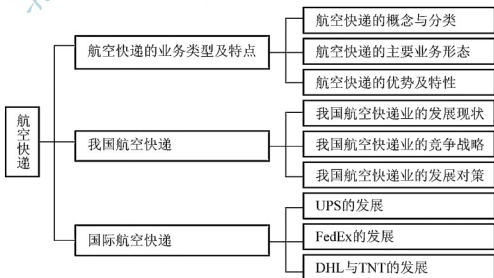 航空快递
航空快递的业务类型及特点
航空快递的概念与分类
航空快递的主要业务形态
航空快递的优势及特性
我国航空快递
我国航空快递业的发展现状
我国航空快递业的竞争战略
我国航空快递业的发展对策
国际航空快递
UPS的发展
FedEx的发展
DHL与TNT的发展